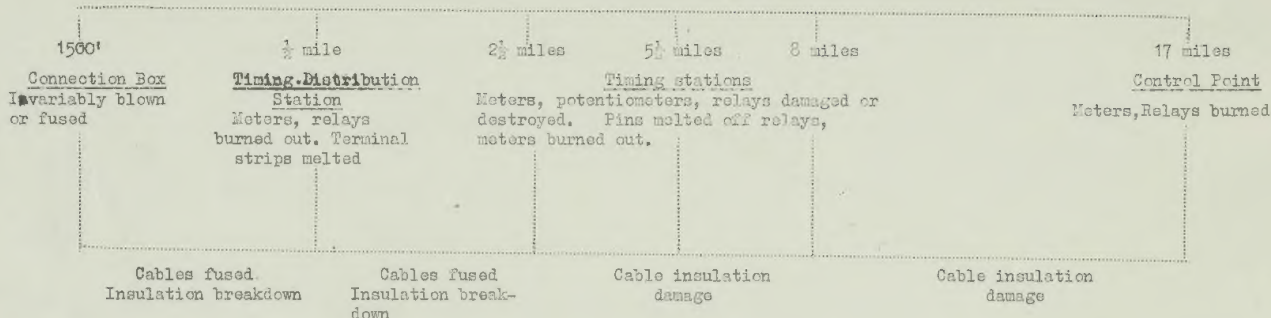 1500' ½ mile 2½ miles 5½ miles 8 miles 17 miles
Connection Box
Invariably blown
or fused
Timing Distribution
Station
Meters, relays
burned out. Terminal
strips melted
Timing stations
Meters, potentiometers, relays damaged or
destroyed. Pins melted off relays,
meters burned out.
Control Point
Meters,Relays burned
Cables fused
Insulation breakdown
Cables fused
Insulation break-
down
Cable insulation
damage
Cable insulation
damage